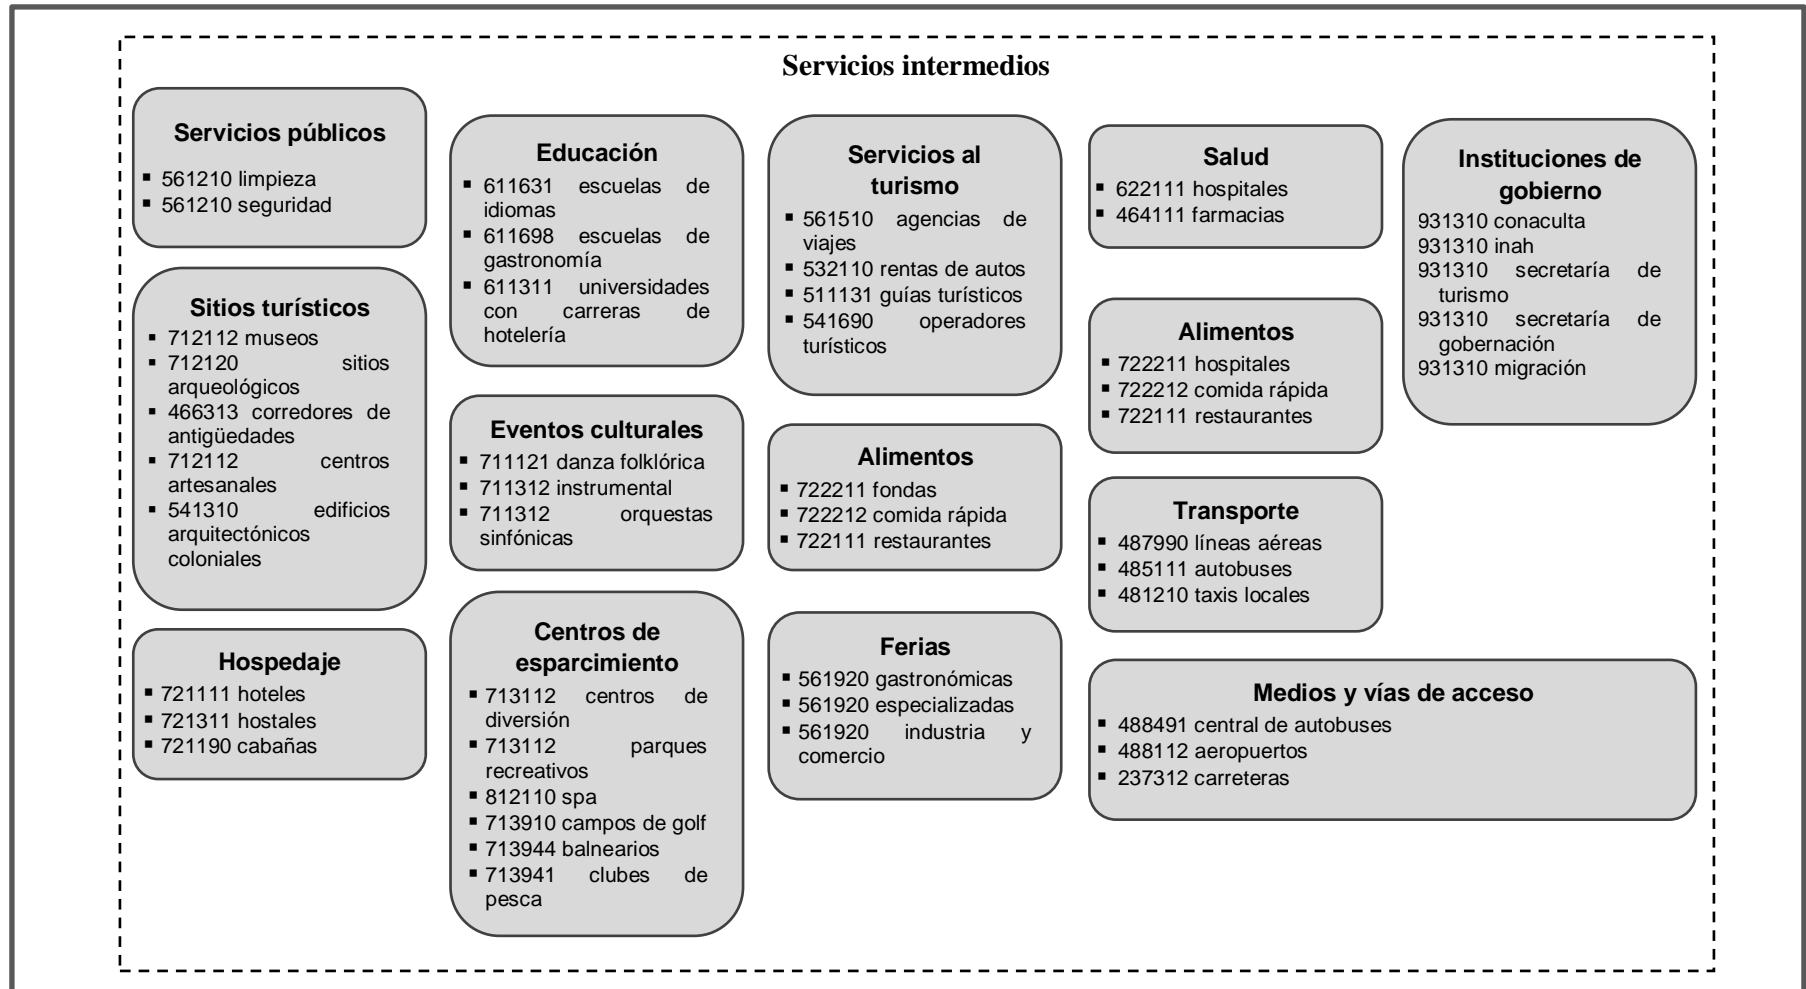 Servicios intermedios
Servicios públicos
▪ 561210 limpieza
▪ 561210 seguridad
Sitios turísticos
▪ 712112 museos
▪ 712120 sitios
arqueológicos
▪ 466313 corredores de
antigüedades
▪ 712112 centros
artesanales
▪ 541310 edificios
arquitectónicos
coloniales
Hospedaje
▪ 721111 hoteles
▪ 721311 hostales
▪ 721190 cabañas
Educación
▪ 611631 escuelas de
idiomas
▪ 611698 escuelas de
gastronomía
▪ 611311 universidades
con carreras de
hotelería
Eventos culturales
▪ 711121 danza folklórica
▪ 711312 instrumental
▪ 711312 orquestas
sinfónicas
Centros de
esparcimiento
▪ 713112 centros de
diversión
▪ 713112 parques
recreativos
▪ 812110 spa
▪ 713910 campos de golf
▪ 713944 balnearios
▪ 713941 clubes de
pesca
Servicios al
turismo
▪ 561510 agencias de
viajes
▪ 532110 rentas de autos
▪ 511131 guías turísticos
▪ 541690 operadores
turísticos
Alimentos
▪ 722211 fondas
▪ 722212 comida rápida
▪ 722111 restaurantes
Ferias
▪ 561920 gastronómicas
▪ 561920 especializadas
▪ 561920 industria y
comercio
Salud
▪ 622111 hospitales
▪ 464111 farmacias
Alimentos
▪ 722211 hospitales
▪ 722212 comida rápida
▪ 722111 restaurantes
Transporte
▪ 487990 líneas aéreas
▪ 485111 autobuses
▪ 481210 taxis locales
Instituciones de
gobierno
931310 conaculta
931310 inah
931310 secretaría de
turismo
931310 secretaría de
gobernación
931310 migración
Medios y vías de acceso
▪ 488491 central de autobuses
▪ 488112 aeropuertos
▪ 237312 carreteras